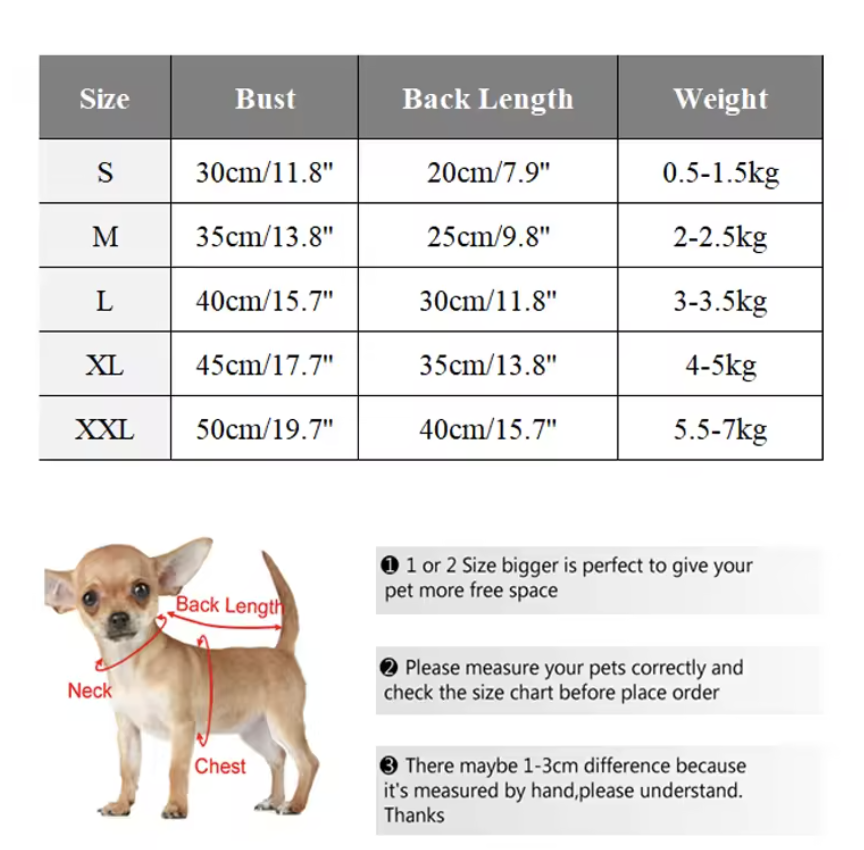 Size Bust Back Length Weight
S 30cm/11.8" 20cm/7.9" 0.5-1.5kg
M 35cm/13.8" 25cm/9.8" 2-2.5kg
L 40cm/15.7" 30cm/11.8" 3-3.5kg
XL 45cm/17.7" 35cm/13.8" 4-5kg
XXL 50cm/19.7" 40cm/15.7" 5.5-7kg
Back Length
Neck
Chest
❶ 1 or 2 Size bigger is perfect to give your
pet more free space
❷ Please measure your pets correctly and
check the size chart before place order
❸ There maybe 1-3cm difference because
it's measured by hand,please understand.
Thanks